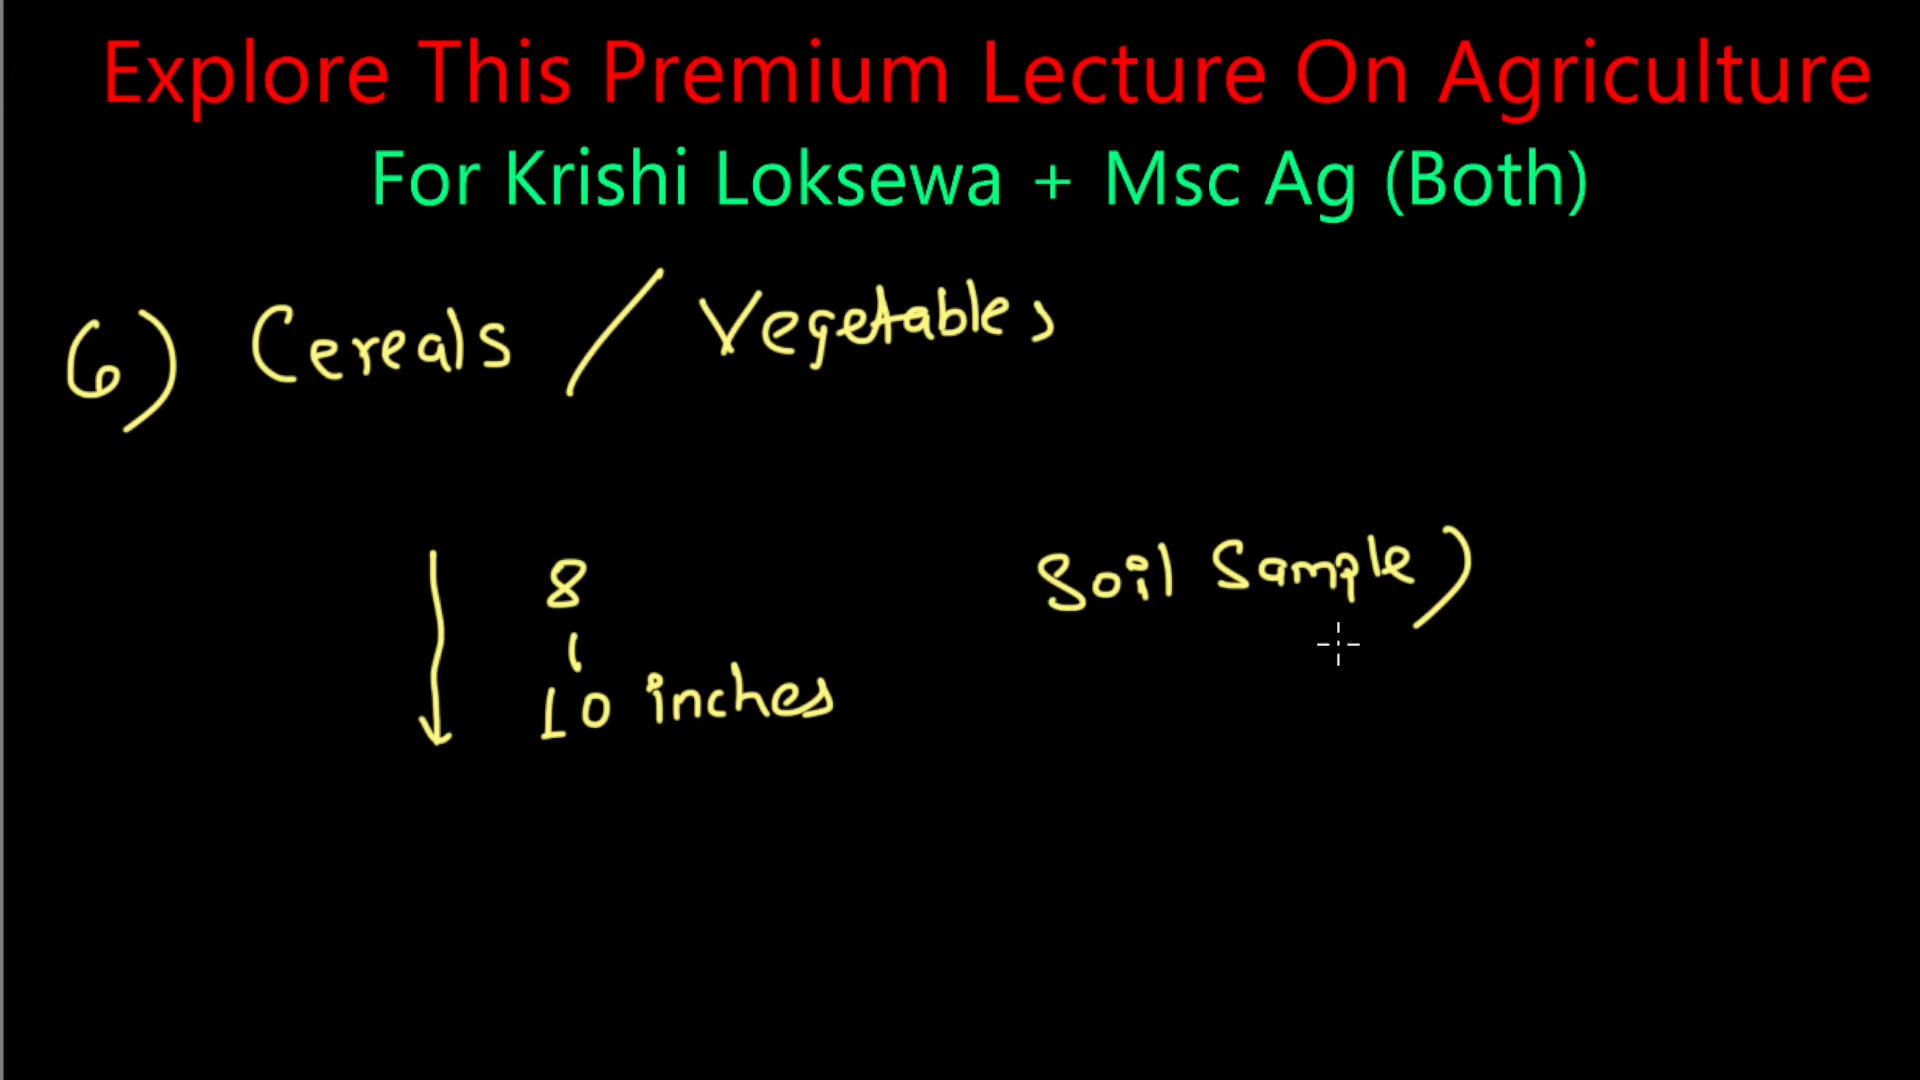 Explore This Premium Lecture On Agriculture
For Krishi Loksewa + Msc Ag (Both)
6) Cereals / Vegetables
8
10 inches
Soil Sample)